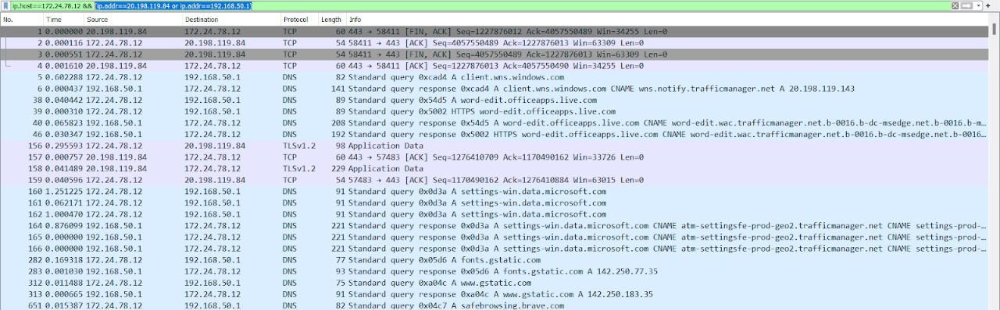 ip.host==172.24.78.12 && (ip.addr==20.198.119.84 or ip.addr==192.168.50.1)
No. Time Source Destination Protocol Length Info
1 0.000000 20.198.119.84 172.24.78.12 TCP 60 443 → 58411 [FIN, ACK] Seq=1227876012 Ack=4057550489 Win=34255 Len=0
2 0.000116 172.24.78.12 20.198.119.84 TCP 54 58411 → 443 [ACK] Seq=4057550489 Ack=1227876013 Win=63309 Len=0
3 0.000551 172.24.78.12 20.198.119.84 TCP 54 58411 → 443 [FIN, ACK] Seq=4057550489 Ack=1227876013 Win=63309 Len=0
4 0.001610 20.198.119.84 172.24.78.12 TCP 60 443 → 58411 [ACK] Seq=1227876013 Ack=4057550490 Win=34255 Len=0
5 0.602288 172.24.78.12 192.168.50.1 DNS 82 Standard query 0xcad4 A client.wns.windows.com
6 0.000437 192.168.50.1 172.24.78.12 DNS 141 Standard query response 0xcad4 A client.wns.windows.com CNAME wns.notify.trafficmanager.net A 20.198.119.143
38 0.040442 172.24.78.12 192.168.50.1 DNS 89 Standard query 0x54d5 A word-edit.officeapps.live.com
39 0.000310 172.24.78.12 192.168.50.1 DNS 89 Standard query 0x5002 HTTPS word-edit.officeapps.live.com
40 0.065823 192.168.50.1 172.24.78.12 DNS 208 Standard query response 0x54d5 A word-edit.officeapps.live.com CNAME word-edit.wac.trafficmanager.net.b-0016.b-dc-msedge.net.b-0016.b-m…
46 0.030347 192.168.50.1 172.24.78.12 DNS 192 Standard query response 0x5002 HTTPS word-edit.officeapps.live.com CNAME word-edit.wac.trafficmanager.net.b-0016.b-dc-msedge.net.b-0016…
156 0.295593 172.24.78.12 20.198.119.84 TLSv1.2 98 Application Data
157 0.000757 20.198.119.84 172.24.78.12 TCP 60 443 → 57483 [ACK] Seq=1276410709 Ack=1170490162 Win=33726 Len=0
158 0.041489 20.198.119.84 172.24.78.12 TLSv1.2 229 Application Data
159 0.040596 172.24.78.12 20.198.119.84 TCP 54 57483 → 443 [ACK] Seq=1170490162 Ack=1276410884 Win=63015 Len=0
160 1.251225 172.24.78.12 192.168.50.1 DNS 91 Standard query 0x0d3a A settings-win.data.microsoft.com
161 0.062171 172.24.78.12 192.168.50.1 DNS 91 Standard query 0x0d3a A settings-win.data.microsoft.com
162 1.000470 172.24.78.12 192.168.50.1 DNS 91 Standard query 0x0d3a A settings-win.data.microsoft.com
164 0.876099 192.168.50.1 172.24.78.12 DNS 221 Standard query response 0x0d3a A settings-win.data.microsoft.com CNAME atm-settingsfe-prod-geo2.trafficmanager.net CNAME settings-prod-…
165 0.000000 192.168.50.1 172.24.78.12 DNS 221 Standard query response 0x0d3a A settings-win.data.microsoft.com CNAME atm-settingsfe-prod-geo2.trafficmanager.net CNAME settings-prod-…
166 0.000000 192.168.50.1 172.24.78.12 DNS 221 Standard query response 0x0d3a A settings-win.data.microsoft.com CNAME atm-settingsfe-prod-geo2.trafficmanager.net CNAME settings-prod-…
282 0.169318 172.24.78.12 192.168.50.1 DNS 77 Standard query 0x05d6 A fonts.gstatic.com
283 0.001030 192.168.50.1 172.24.78.12 DNS 93 Standard query response 0x05d6 A fonts.gstatic.com A 142.250.77.35
312 0.011488 172.24.78.12 192.168.50.1 DNS 75 Standard query 0xa04c A www.gstatic.com
313 0.000665 192.168.50.1 172.24.78.12 DNS 91 Standard query response 0xa04c A www.gstatic.com A 142.250.183.35
651 0.015387 172.24.78.12 192.168.50.1 DNS 82 Standard query 0x04c7 A safebrowsing.brave.com